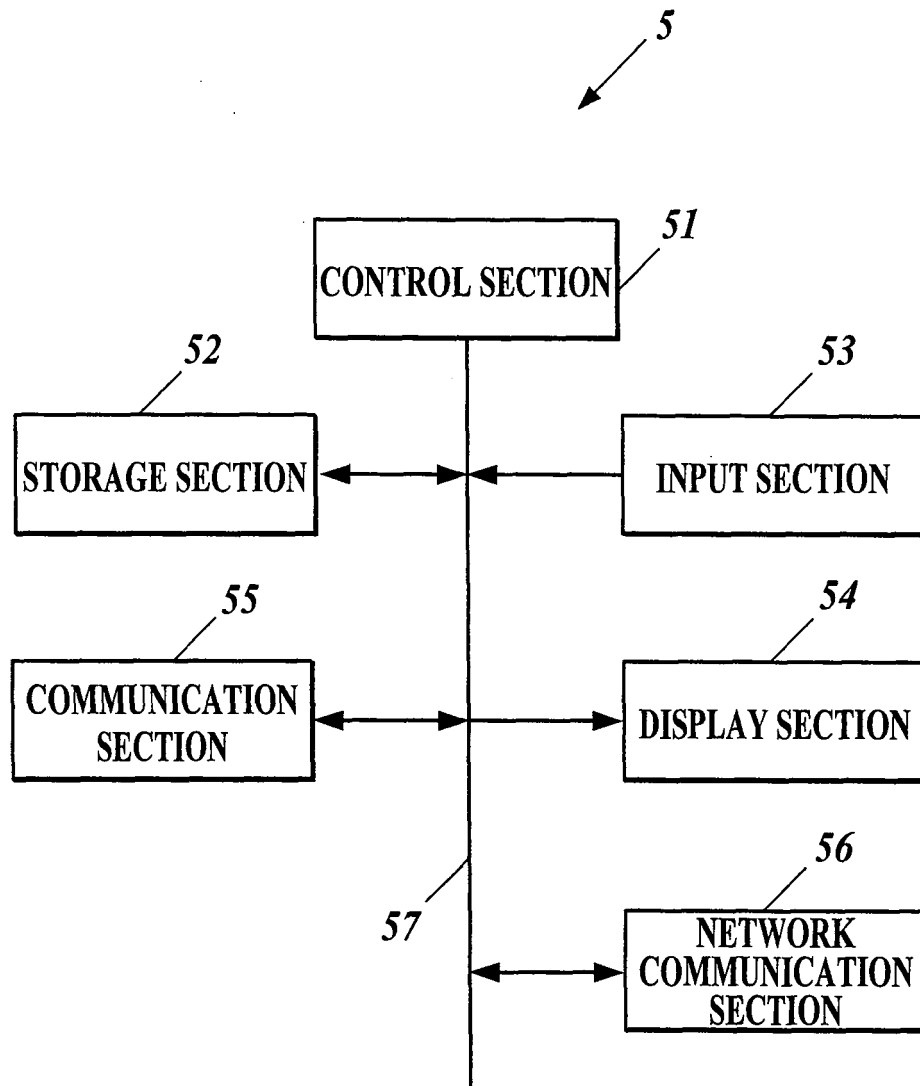 5
51
CONTROL SECTION
52
53
STORAGE SECTION
INPUT SECTION
55
54
COMMUNICATION
SECTION
DISPLAY SECTION
56
57
NETWORK
COMMUNICATION
SECTION